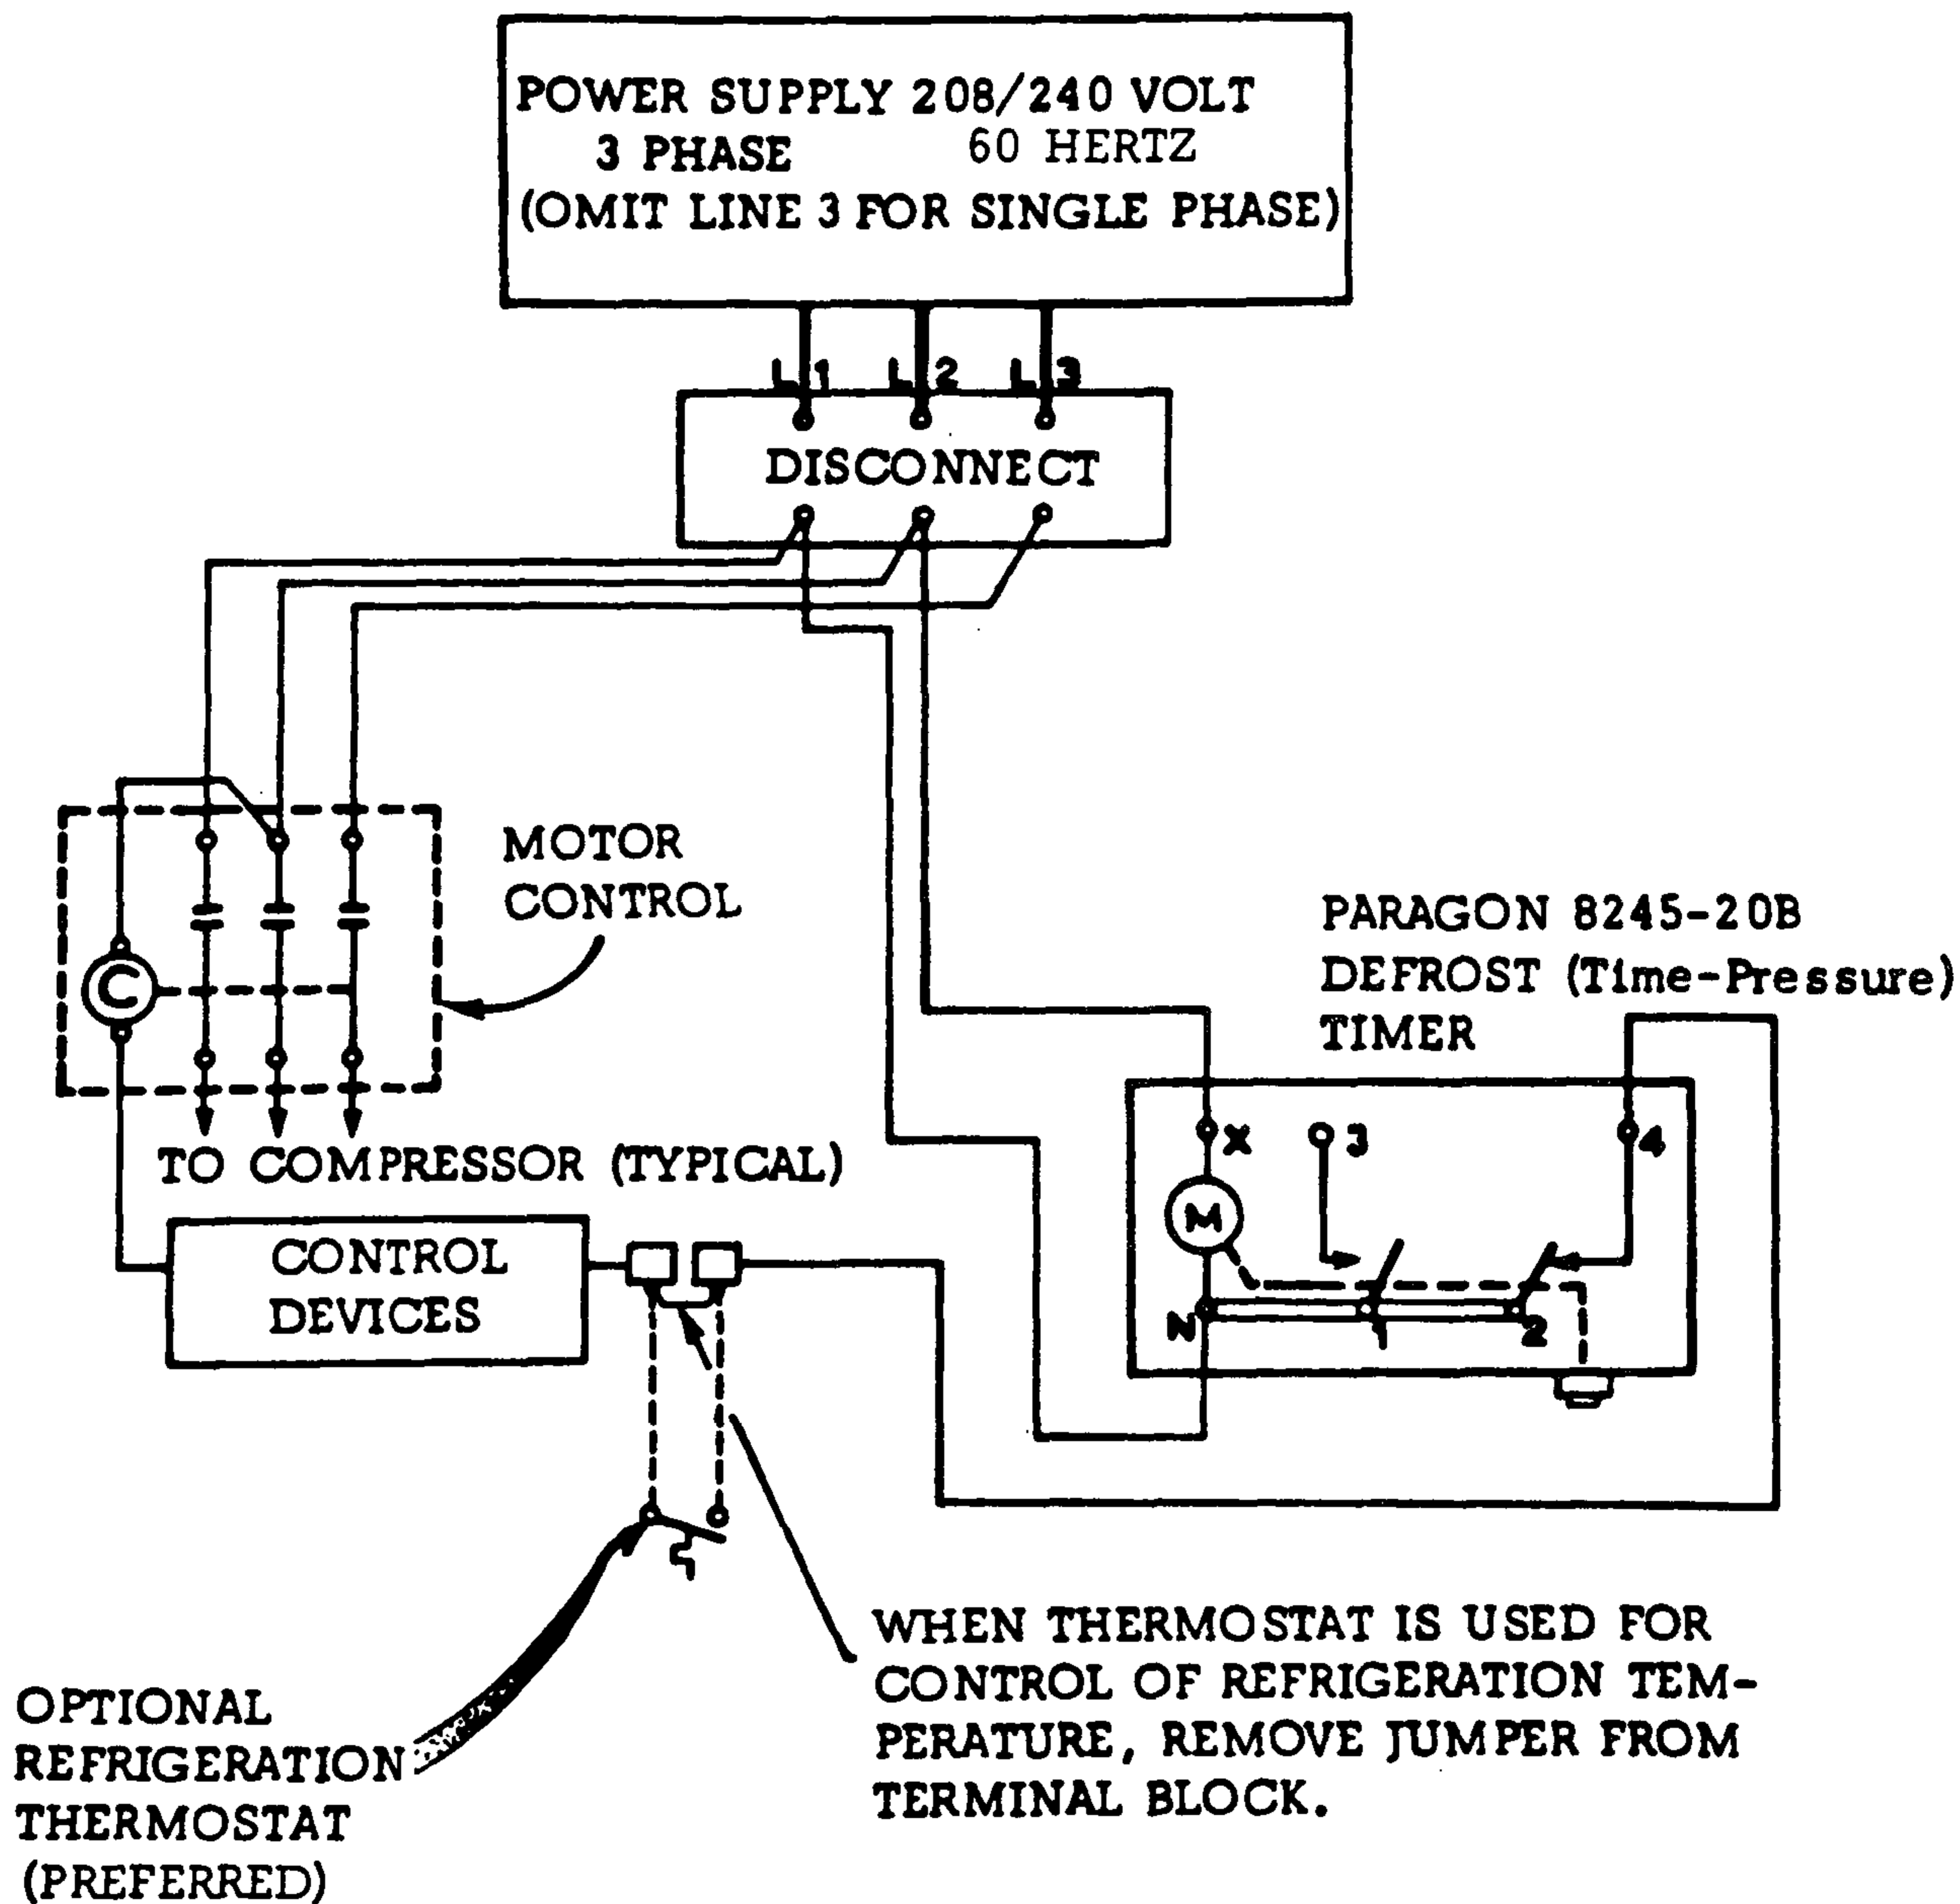 POWER SUPPLY 208/240 VOLT
3 PHASE 60 HERTZ
(OMIT LINE 3 FOR SINGLE PHASE)
L1 L2 L3
DISCONNECT
MOTOR
CONTROL
C
TO COMPRESSOR (TYPICAL)
PARAGON 8245-20B
DEFROST (Time-Pressure)
TIMER
X 3 4
M
N 2
CONTROL
DEVICES
WHEN THERMOSTAT IS USED FOR
CONTROL OF REFRIGERATION TEM-
PERATURE, REMOVE JUMPER FROM
TERMINAL BLOCK.
OPTIONAL
REFRIGERATION
THERMOSTAT
(PREFERRED)